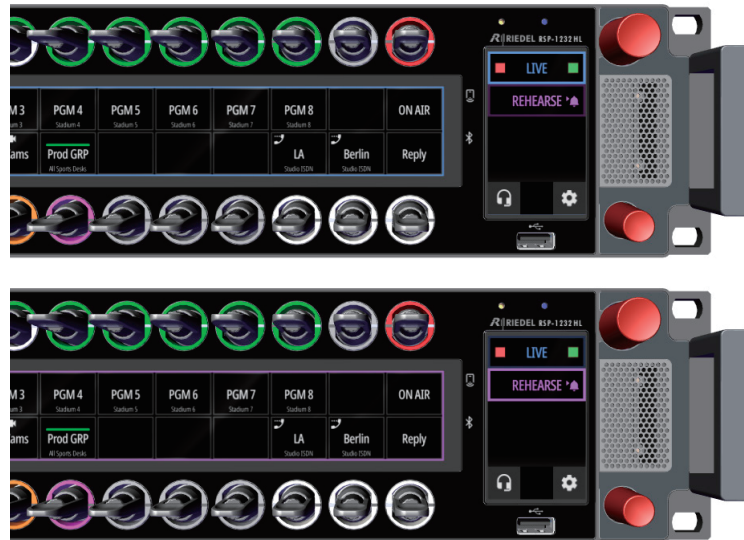 RIEDEL RSP-1232 HL
LIVE
REHEARSE
M 3 PGM 4 PGM 5 PGM 6 PGM 7 PGM 8 ON AIR
Stadium 4 Stadium 5 Stadium 6 Stadium 7 Stadium 8
ams Prod GRP LA Berlin Reply
All Sports Desks Studio ISDN Studio ISDN
RIEDEL RSP-1232 HL
LIVE
REHEARSE
M 3 PGM 4 PGM 5 PGM 6 PGM 7 PGM 8 ON AIR
Stadium 4 Stadium 5 Stadium 6 Stadium 7 Stadium 8
ams Prod GRP LA Berlin Reply
All Sports Desks Studio ISDN Studio ISDN